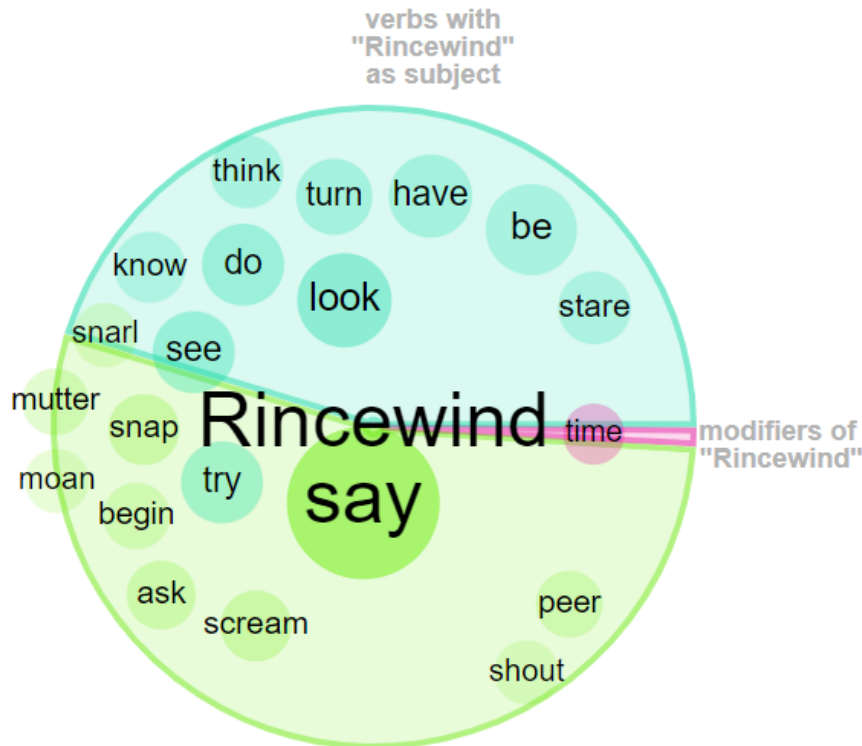 verbs with
"Rincewind"
as subject
think
turn
have
be
know
do
look
stare
snarl
see
mutter
snap
Rincewind
time
modifiers of
"Rincewind"
moan
begin
try
say
ask
scream
peer
shout